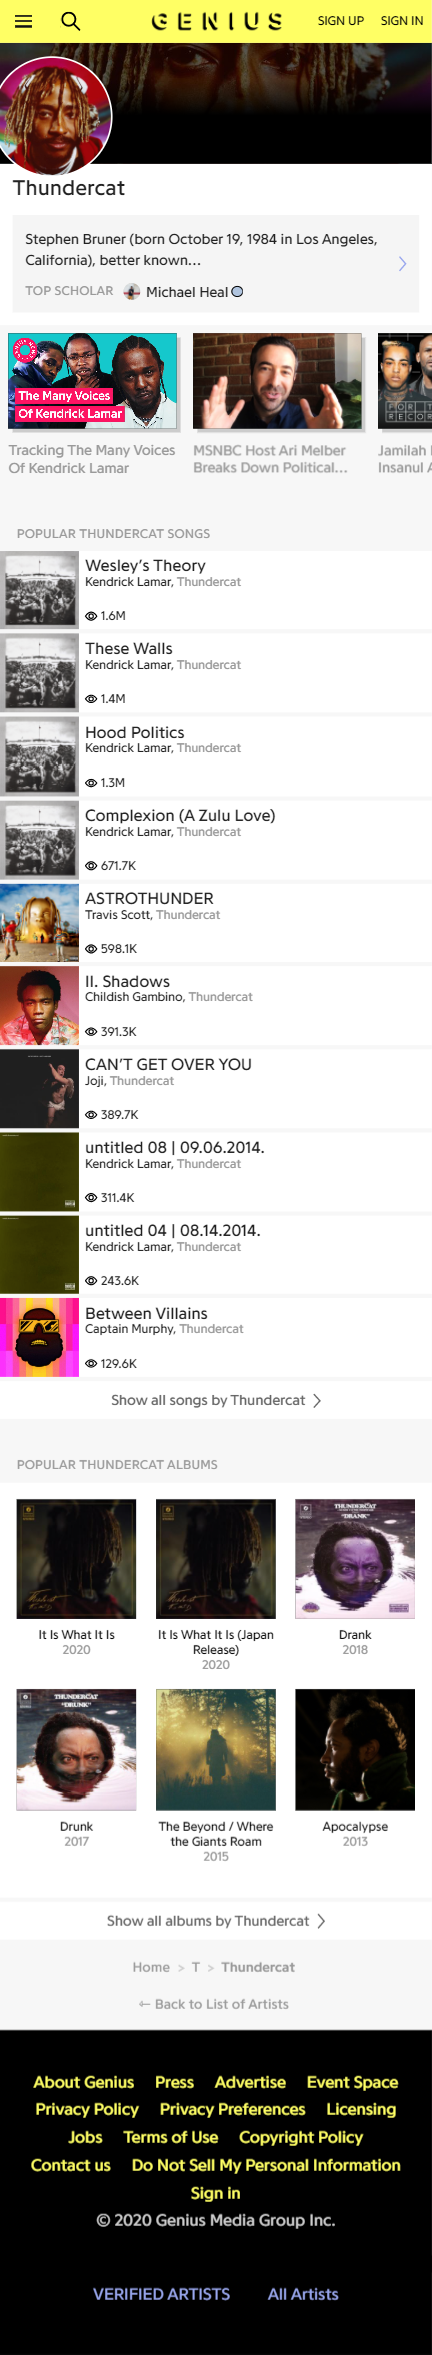 GENIUS
SIGN UP
SIGN IN
Thundercat
Stephen Bruner (born October 19, 1984 in Los Angeles,
California), better known...
TOP SCHOLAR Michael Heal
The Many Voices
Of Kendrick Lamar
FOR T
RECOR
Tracking The Many Voices
Of Kendrick Lamar
MSNBC Host Ari Melber
Breaks Down Political...
Jamilah
Insanul
POPULAR THUNDERCAT SONGS
Wesley's Theory
Kendrick Lamar, Thundercat
1.6M
These Walls
Kendrick Lamar, Thundercat
1.4M
Hood Politics
Kendrick Lamar, Thundercat
1.3M
Complexion (A Zulu Love)
Kendrick Lamar, Thundercat
671.7K
ASTROTHUNDER
Travis Scott, Thundercat
598.1K
II. Shadows
Childish Gambino, Thundercat
391.3K
CAN'T GET OVER YOU
Joji, Thundercat
389.7K
untitled 08 | 09.06.2014.
Kendrick Lamar, Thundercat
311.4K
untitled 04 | 08.14.2014.
Kendrick Lamar, Thundercat
243.6K
Between Villains
Captain Murphy, Thundercat
129.6K
Show all songs by Thundercat
POPULAR THUNDERCAT ALBUMS
THUNDERCAT
"DRANK"
It Is What It Is
2020
It Is What It Is (Japan
Release)
2020
Drank
2018
THUNDERCAT
"DRUNK"
Drunk
2017
The Beyond / Where
the Giants Roam
2015
Apocalypse
2013
Show all albums by Thundercat
Home > T > Thundercat
← Back to List of Artists
About Genius Press Advertise Event Space
Privacy Policy Privacy Preferences Licensing
Jobs Terms of Use Copyright Policy
Contact us Do Not Sell My Personal Information
Sign in
© 2020 Genius Media Group Inc.
VERIFIED ARTISTS All Artists